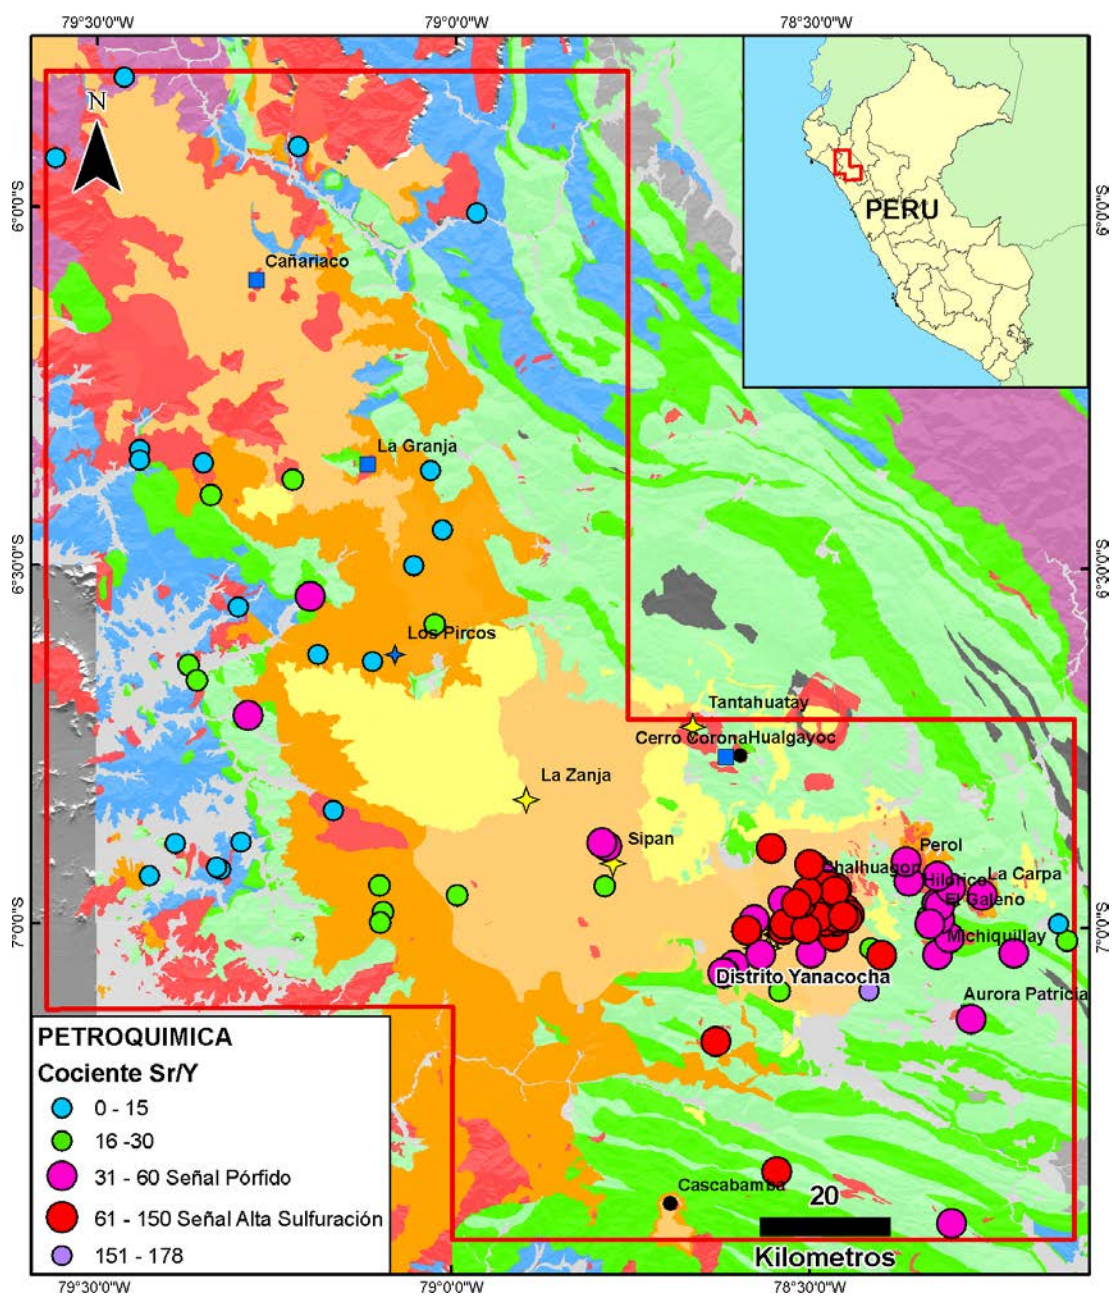 79°30'0"W
79°0'0"W
78°30'0"W
N
PERU
6°0'0"S
6°0'0"S
Cañariaco
La Granja
6°30'0"S
6°30'0"S
Los Pircos
Tantahuatay
Cerro Corona
Hualgayoc
La Zanja
Sipan
Perol
Chalhuagon
La Carpa
Hilorico
El Galeno
7°0'0"S
7°0'0"S
Michiquillay
Distrito Yanacocha
Aurora Patricia
PETROQUIMICA
Cociente Sr/Y
0 - 15
16 -30
31 - 60 Señal Pórfido
61 - 150 Señal Alta Sulfuración
151 - 178
Cascabamba
20
Kilometros
79°30'0"W
79°0'0"W
78°30'0"W